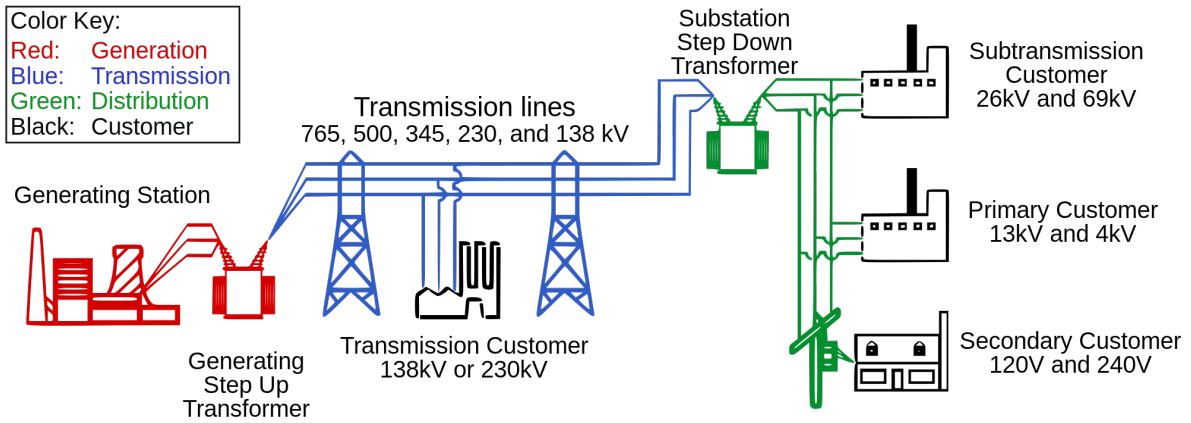 Color Key:
Red: Generation
Blue: Transmission
Green: Distribution
Black: Customer
Generating Station
Generating
Step Up
Transformer
Transmission lines
765, 500, 345, 230, and 138 kV
Transmission Customer
138kV or 230kV
Substation
Step Down
Transformer
Subtransmission
Customer
26kV and 69kV
Primary Customer
13kV and 4kV
Secondary Customer
120V and 240V